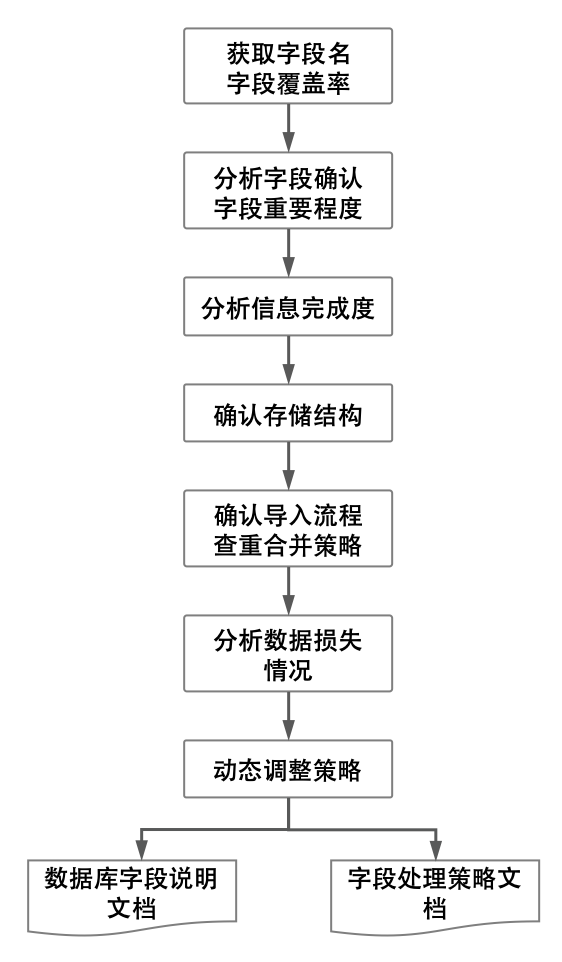 获取字段名
字段覆盖率
分析字段确认
字段重要程度
分析信息完成度
确认存储结构
确认导入流程
查重合并策略
分析数据损失
情况
动态调整策略
数据库字段说明
文档
字段处理策略文
档